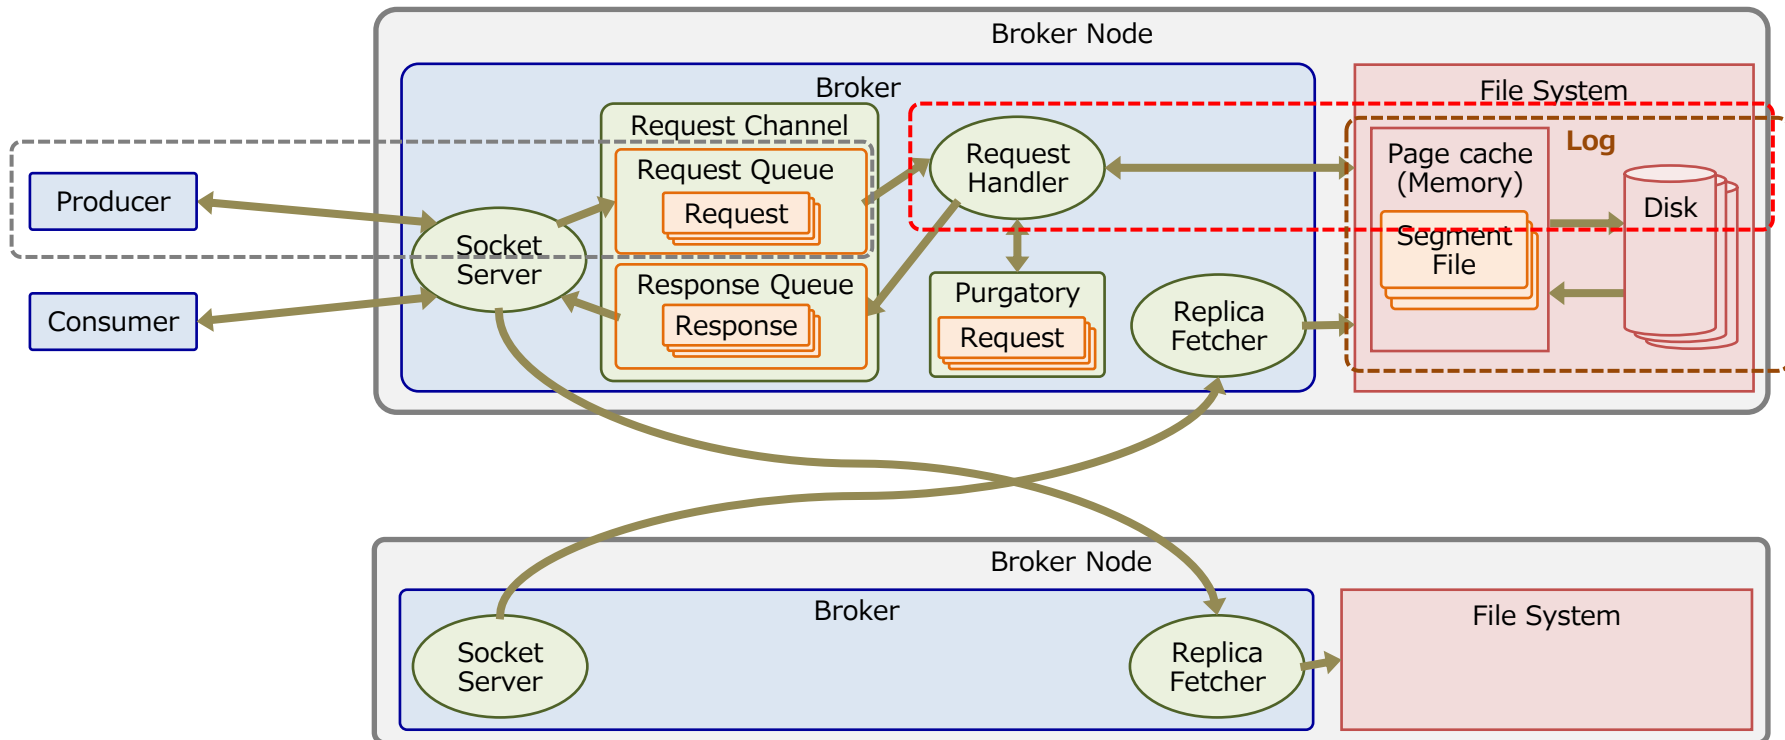 Broker Node
Broker
File System
Request Channel
Log
Request
Handler
Page cache
(Memory)
Request Queue
Producer
Request
Disk
Socket
Server
Segment
File
Response Queue
Purgatory
Consumer
Response
Request
Replica
Fetcher
Broker Node
Broker
File System
Socket
Server
Replica
Fetcher